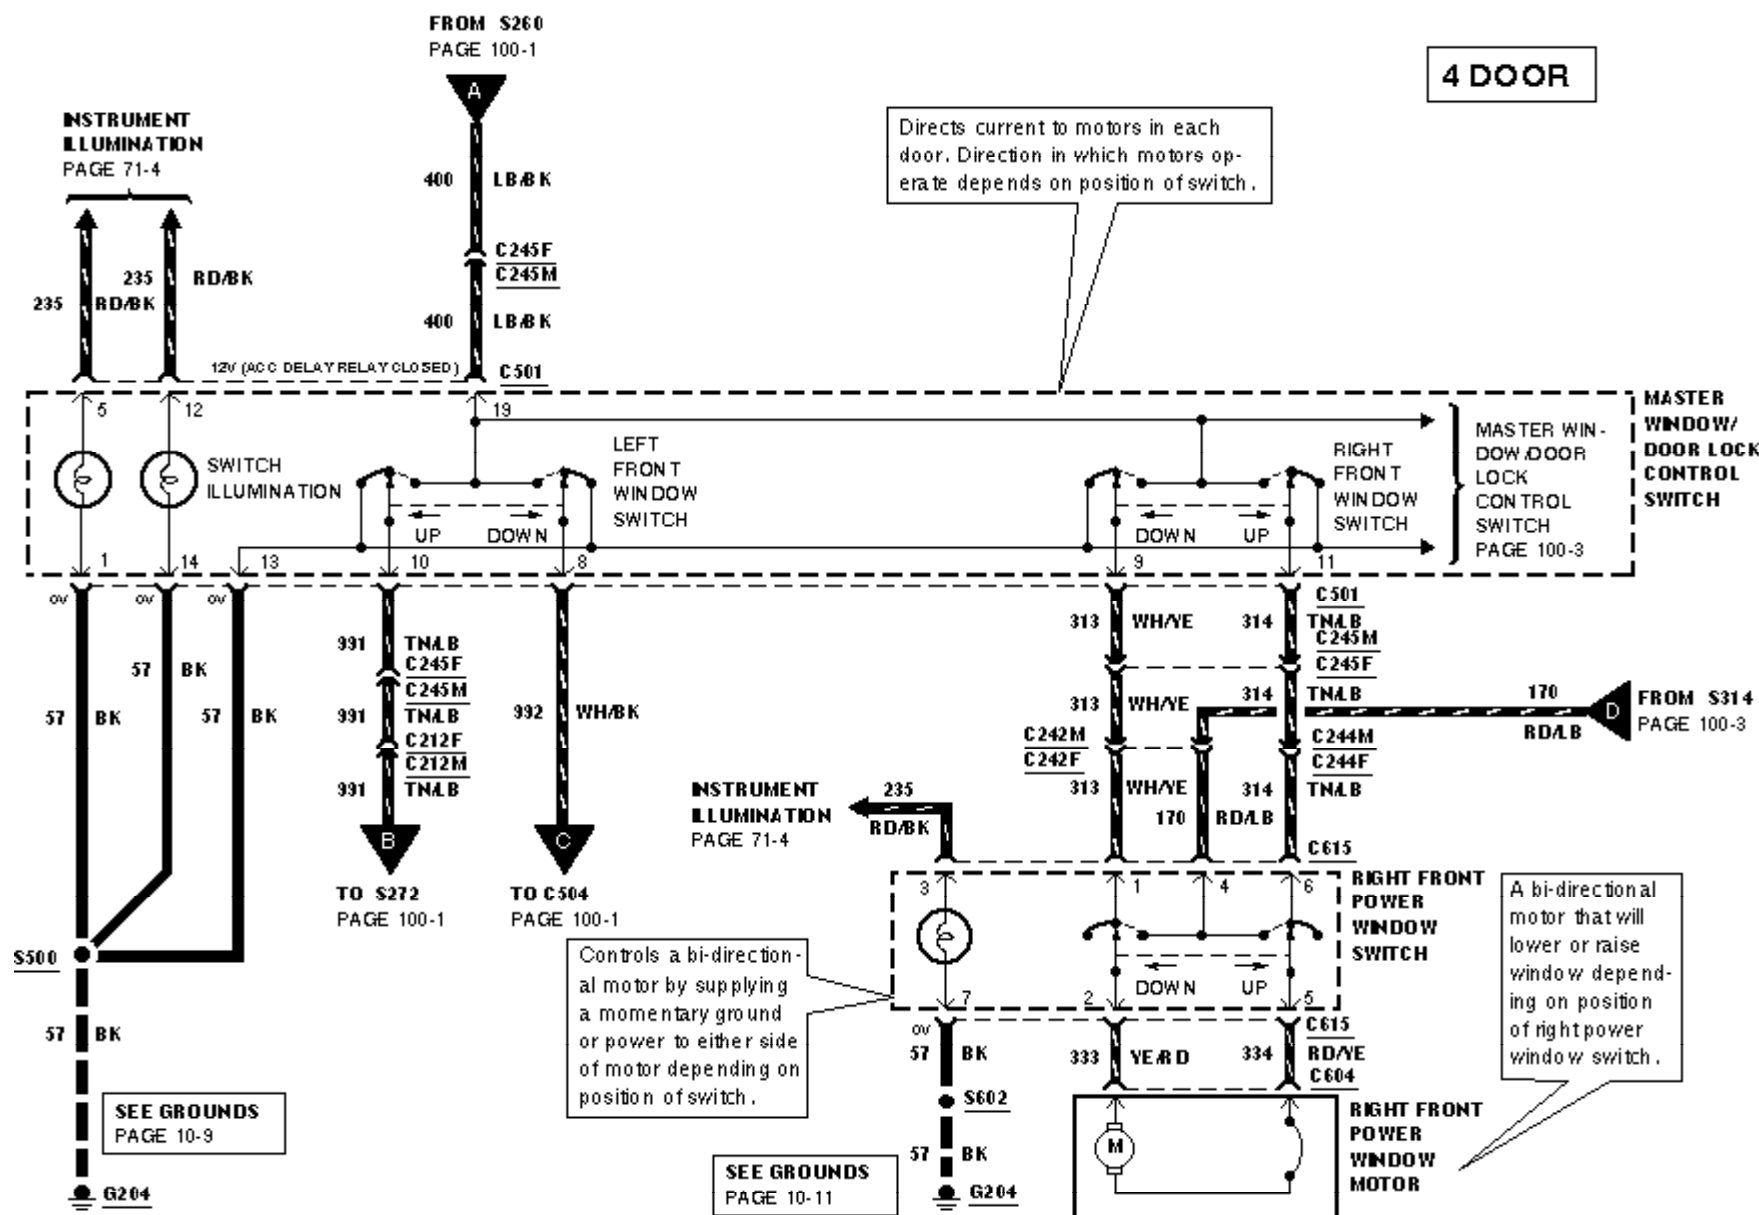 FROM S260
PAGE 100-1
4 DOOR
A
INSTRUMENT
ILLUMINATION
PAGE 71-4
Directs current to motors in each
door. Direction in which motors op-
erate depends on position of switch.
400 LB/BK
C245F
C245M
235 RD/BK
235 RD/BK
400 LB/BK
12V (ACC DELAY RELAY CLOSED)
C501
5
12
19
MASTER
WINDOW/
DOOR LOCK
CONTROL
SWITCH
SWITCH
ILLUMINATION
LEFT
FRONT
WINDOW
SWITCH
RIGHT
FRONT
WINDOW
SWITCH
MASTER WIN-
DOW/DOOR
LOCK
CONTROL
SWITCH
PAGE 100-3
UP DOWN
DOWN UP
1
14
13
10
8
9
11
0V
0V
0V
C501
313 WH/YE
314 TN/LB
C245M
C245F
991 TN/LB
C245F
C245M
57 BK
57 BK
57 BK
991 TN/LB
992 WH/BK
313 WH/YE
314 TN/LB
170
RD/LB
D
FROM S314
PAGE 100-3
C212F
C212M
C242M
C242F
C244M
C244F
991 TN/LB
313 WH/YE
314 TN/LB
170 RD/LB
INSTRUMENT
ILLUMINATION
PAGE 71-4
235
RD/BK
B
C
TO S272
PAGE 100-1
TO C504
PAGE 100-1
C615
3
1
4
6
RIGHT FRONT
POWER
WINDOW
SWITCH
A bi-directional
motor that will
lower or raise
window depend-
ing on position
of right power
window switch.
S500
Controls a bi-direction-
al motor by supplying
a momentary ground
or power to either side
of motor depending on
position of switch.
DOWN UP
7
2
5
0V
C615
57 BK
57 BK
333 YE/RD
334 RD/YE
C604
S602
SEE GROUNDS
PAGE 10-9
RIGHT FRONT
POWER
WINDOW
MOTOR
M
57 BK
SEE GROUNDS
PAGE 10-11
G204
G204